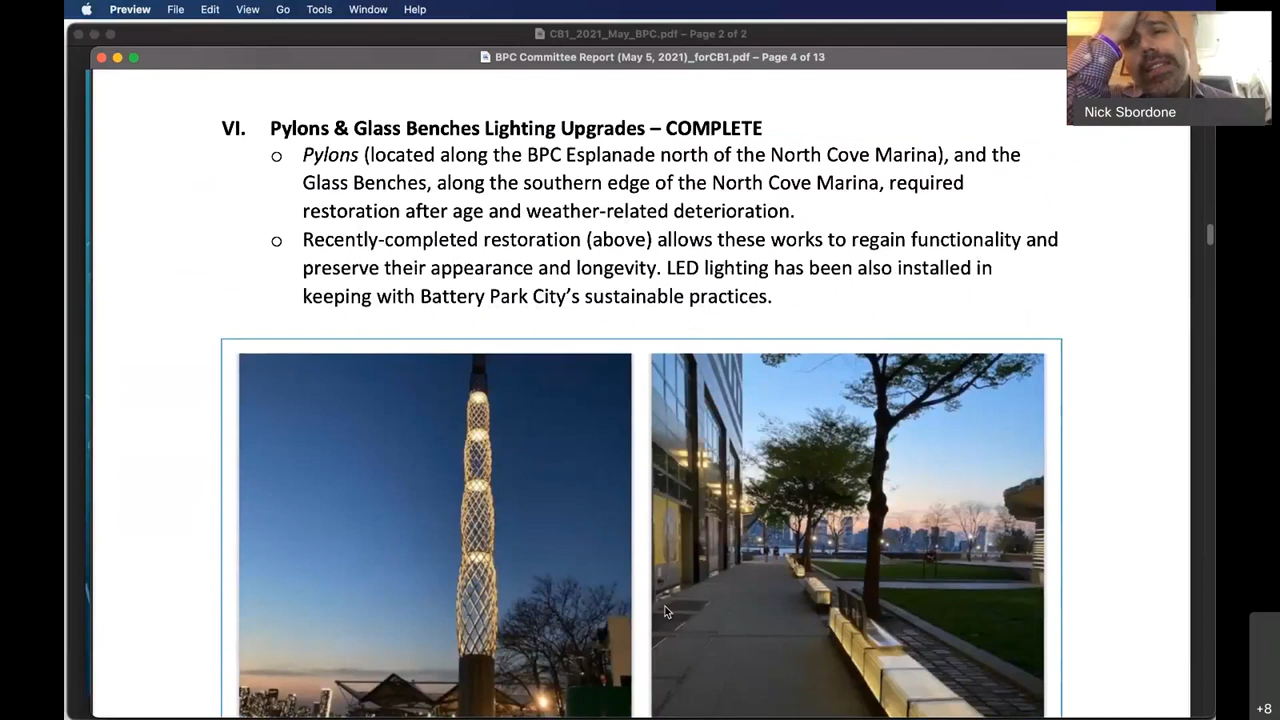 Preview File Edit View Go Tools Window Help
CB1_2021_May_BPC.pdf – Page 2 of 2
BPC Committee Report (May 5, 2021)_forCB1.pdf – Page 4 of 13
Nick Sbordone
VI. Pylons & Glass Benches Lighting Upgrades – COMPLETE
o Pylons (located along the BPC Esplanade north of the North Cove Marina), and the
Glass Benches, along the southern edge of the North Cove Marina, required
restoration after age and weather-related deterioration.
o Recently-completed restoration (above) allows these works to regain functionality and
preserve their appearance and longevity. LED lighting has been also installed in
keeping with Battery Park City’s sustainable practices.
+8